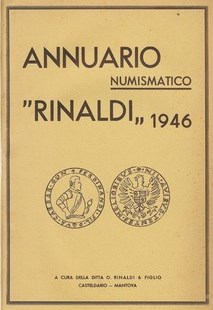 ANNUARIO
NUMISMATICO
"RINALDI„ 1946
A CURA DELLA DITTA O. RINALDI A FIGLIO
CASTELDARIO – MANTOVA